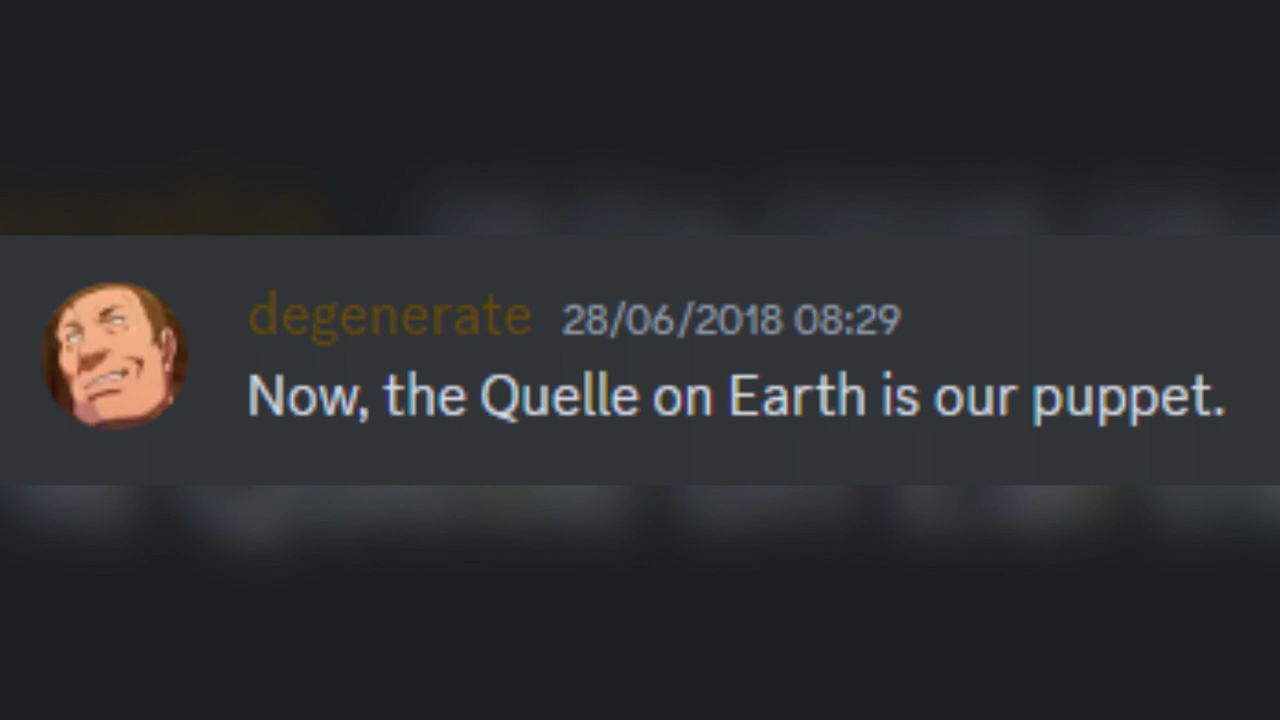 degenerate 28/06/2018 08:29
Now, the Quelle on Earth is our puppet.